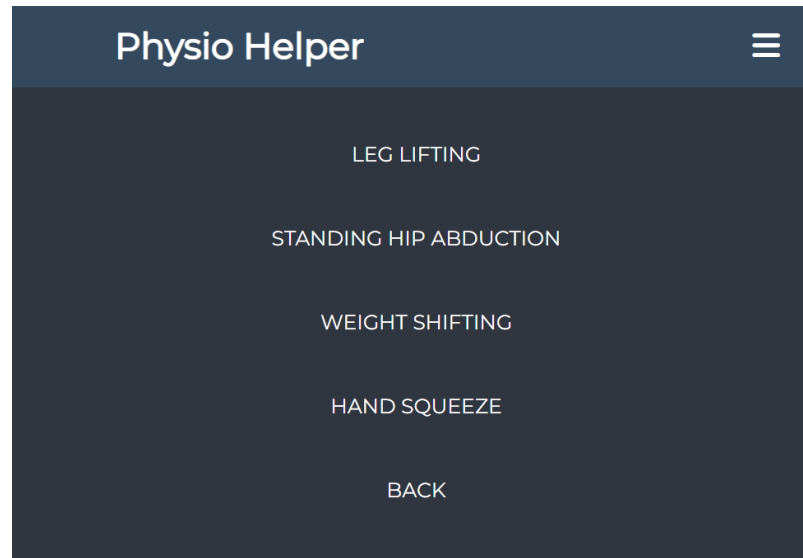 Physio Helper
LEG LIFTING
STANDING HIP ABDUCTION
WEIGHT SHIFTING
HAND SQUEEZE
BACK